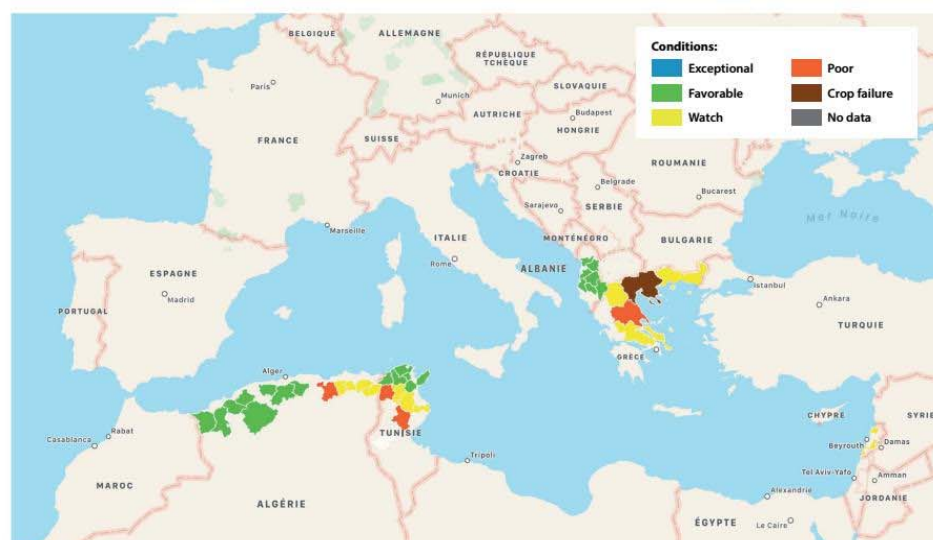 Conditions:
Exceptional
Favorable
Watch
Poor
Crop failure
No data
BELGIQUE
ALLEMAGNE
RÉPUBLIQUE
TCHÈQUE
Paris
Munich
SLOVAQUIE
AUTRICHE
Budapest
HONGRIE
FRANCE
SUISSE
Zagreb
CROATIE
ROUMANIE
Belgrade
Bucarest
Sarajevo
SERBIE
Marseille
Mer Noire
ITALIE
MONTÉNÉGRO
BULGARIE
Rome
ALBANIE
ESPAGNE
Madrid
Istanbul
Ankara
PORTUGAL
TURQUIE
GRÈCE
Alger
CHYPRE
SYRIE
Casablanca
Rabat
TUNISIE
Beyrouth
Damas
Tripoli
Tel Aviv-Yafo
Amman
MAROC
Alexandrie
JORDANIE
ALGÉRIE
ÉGYPTE
Le Caire